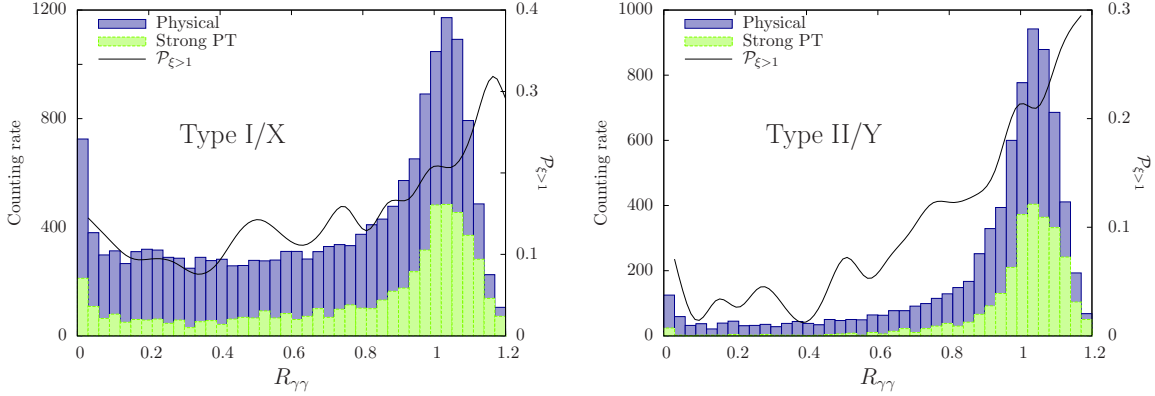 Physical
Strong PT
𝒫ξ>1
Type I/X
Counting rate
0
400
800
1200
0
0.2
0.4
0.6
0.8
1
1.2
0
0.1
0.2
0.3
0.4
𝒫ξ>1
Rγγ
Physical
Strong PT
𝒫ξ>1
Type II/Y
Counting rate
0
200
400
600
800
1000
0
0.2
0.4
0.6
0.8
1
1.2
0
0.1
0.2
0.3
𝒫ξ>1
Rγγ